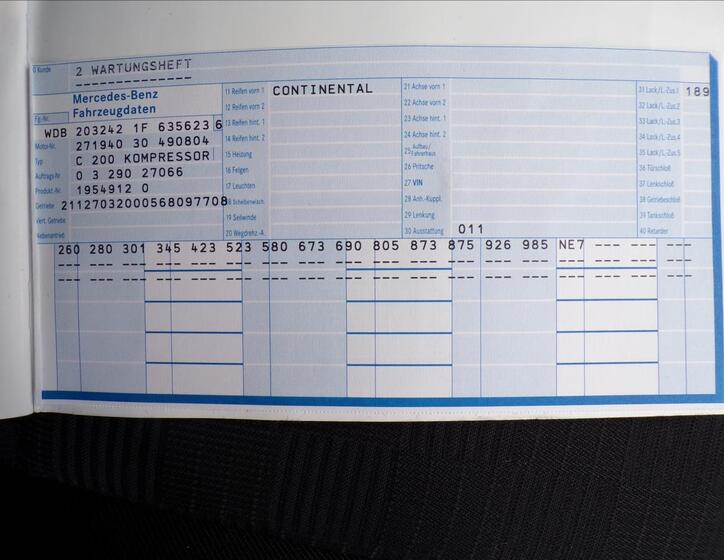 0 Kunde 2 WARTUNGSHEFT
Mercedes-Benz
Fahrzeugdaten
Fg.-Nr. WDB 203242 1F 635623 6
Motor-Nr. 271940 30 490804
Typ C 200 KOMPRESSOR
Auftrags-Nr 0 3 290 27066
Produkt.-Nr. 1954912 0
Getriebe 21127032000568097708
Vert. Getriebe
Nebenantrieb
11 Reifen vorn 1 CONTINENTAL
12 Reifen vorn 2
13 Reifen hint. 1
14 Reifen hint. 2
15 Heizung
16 Felgen
17 Leuchten
18 Scheibenwisch.
19 Seilwinde
20 Wegdrehz.-A.
21 Achse vorn 1
22 Achse vorn 2
23 Achse hint. 1
24 Achse hint. 2
25 Aufbau/
Fahrerhaus
26 Pritsche
27 VIN
28 Anh.-Kuppl.
29 Lenkung
30 Ausstattung 011
31 Lack/L.-Zus.1 189
32 Lack/L.-Zus.2
33 Lack/L.-Zus.3
34 Lack/L.-Zus.4
35 Lack/L.-Zus.5
36 Türschloß
37 Lenkschloß
38 Getriebeschloß
39 Tankschloß
40 Retarder
260 280 301 345 423 523 580 673 690 805 873 875 926 985 NE7 --- --- ---
--- --- --- --- --- --- --- --- --- --- --- --- --- --- --- --- --- ---
--- --- --- --- --- --- --- --- --- --- --- --- --- --- --- --- --- ---